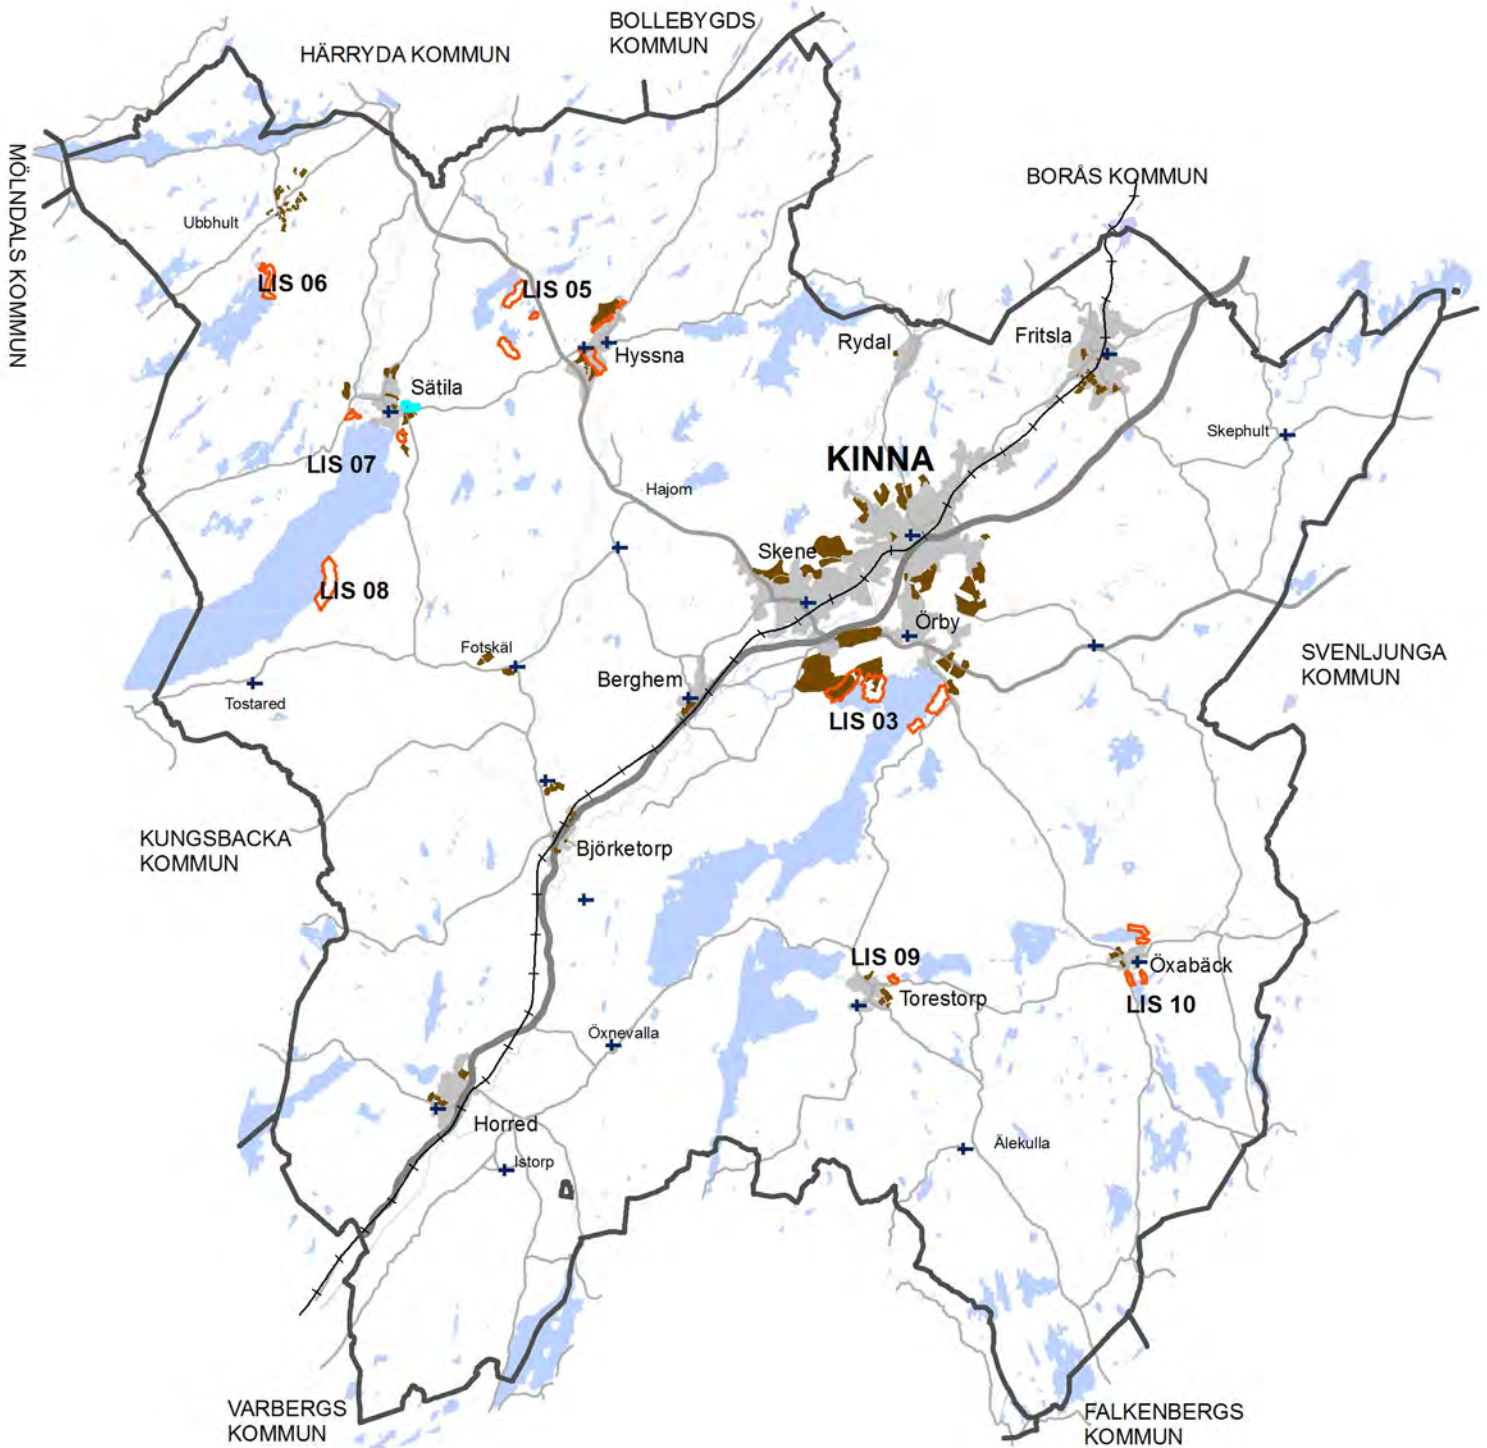 BOLLEBYGDS
KOMMUN
HÄRRYDA KOMMUN
MÖLNDALS KOMMUN
BORÅS KOMMUN
Ubbhult
LIS 06
LIS 05
Hyssna
Rydal
Fritsla
Sätila
Skephult
LIS 07
KINNA
Hajom
Skene
LIS 08
Örby
Fotskäl
SVENLJUNGA
KOMMUN
Berghem
Tostared
LIS 03
KUNGSBACKA
KOMMUN
Björketorp
LIS 09
Öxabäck
Torestorp
LIS 10
Öxnevalla
Horred
Älekulla
Istorp
VARBERGS
KOMMUN
FALKENBERGS
KOMMUN